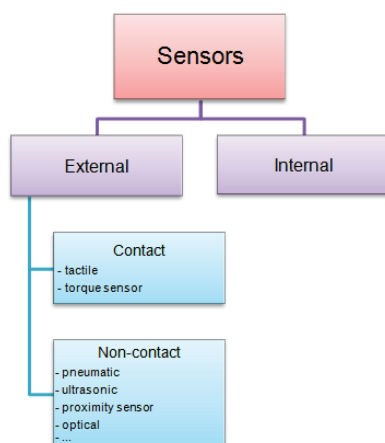 Sensors
External
Internal
Contact
- tactile
- torque sensor
Non-contact
- pneumatic
- ultrasonic
- proximity sensor
- optical
- ...